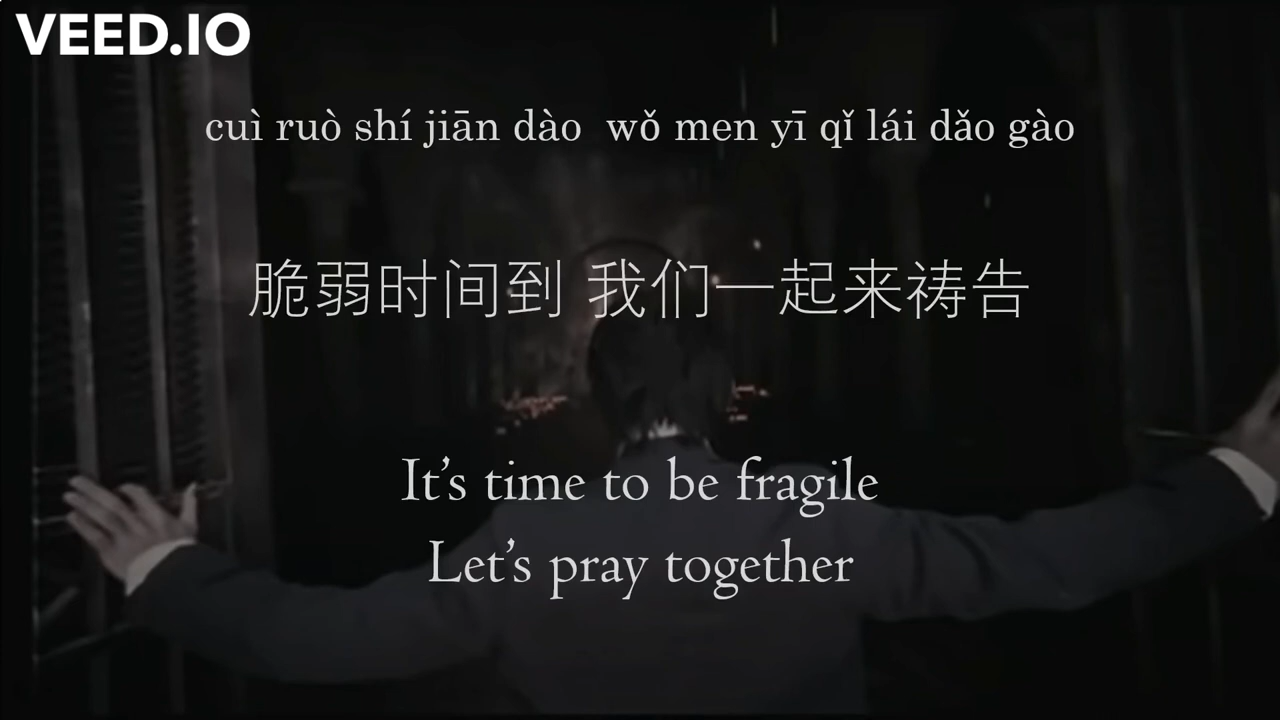 VEED.IO
cuì ruò shí jiān dào  wǒ men yī qǐ lái dǎo gào
脆弱时间到 我们一起来祷告
It's time to be fragile
Let's pray together